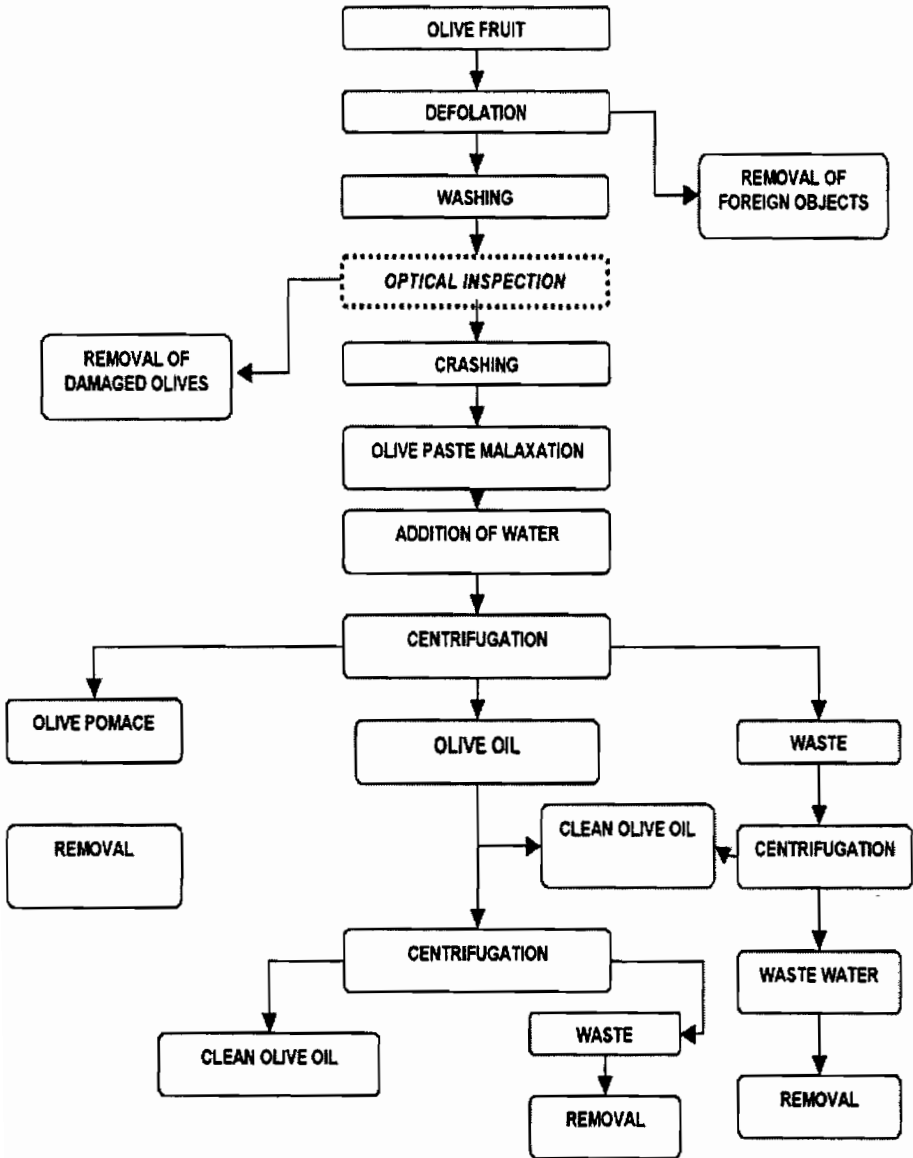 OLIVE FRUIT
DEFOLATION
REMOVAL OF
FOREIGN OBJECTS
WASHING
OPTICAL INSPECTION
REMOVAL OF
DAMAGED OLIVES
CRASHING
OLIVE PASTE MALAXATION
ADDITION OF WATER
CENTRIFUGATION
OLIVE POMACE
OLIVE OIL
WASTE
REMOVAL
CLEAN OLIVE OIL
CENTRIFUGATION
CENTRIFUGATION
WASTE WATER
CLEAN OLIVE OIL
WASTE
REMOVAL
REMOVAL